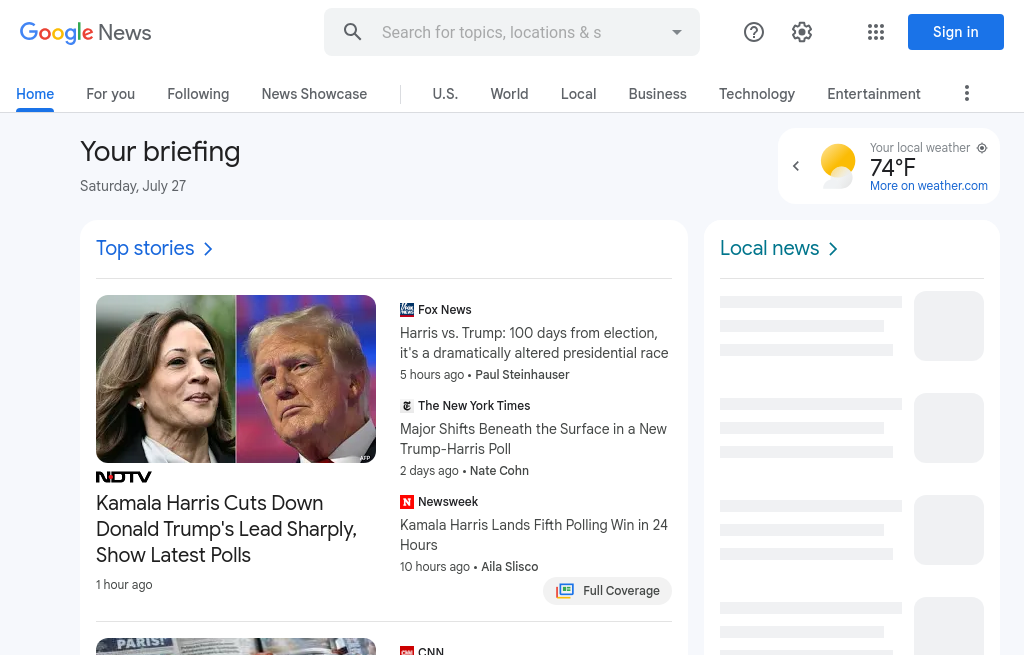 Google News
Search for topics, locations & s
Sign in
Home
For you
Following
News Showcase
U.S.
World
Local
Business
Technology
Entertainment
Your briefing
Saturday, July 27
Your local weather
74°F
More on weather.com
Top stories
NDTV
Kamala Harris Cuts Down
Donald Trump's Lead Sharply,
Show Latest Polls
1 hour ago
AFP
Fox News
Harris vs. Trump: 100 days from election,
it's a dramatically altered presidential race
5 hours ago • Paul Steinhauser
The New York Times
Major Shifts Beneath the Surface in a New
Trump-Harris Poll
2 days ago • Nate Cohn
Newsweek
Kamala Harris Lands Fifth Polling Win in 24
Hours
10 hours ago • Aila Slisco
Full Coverage
PARIS!
CNN
Local news